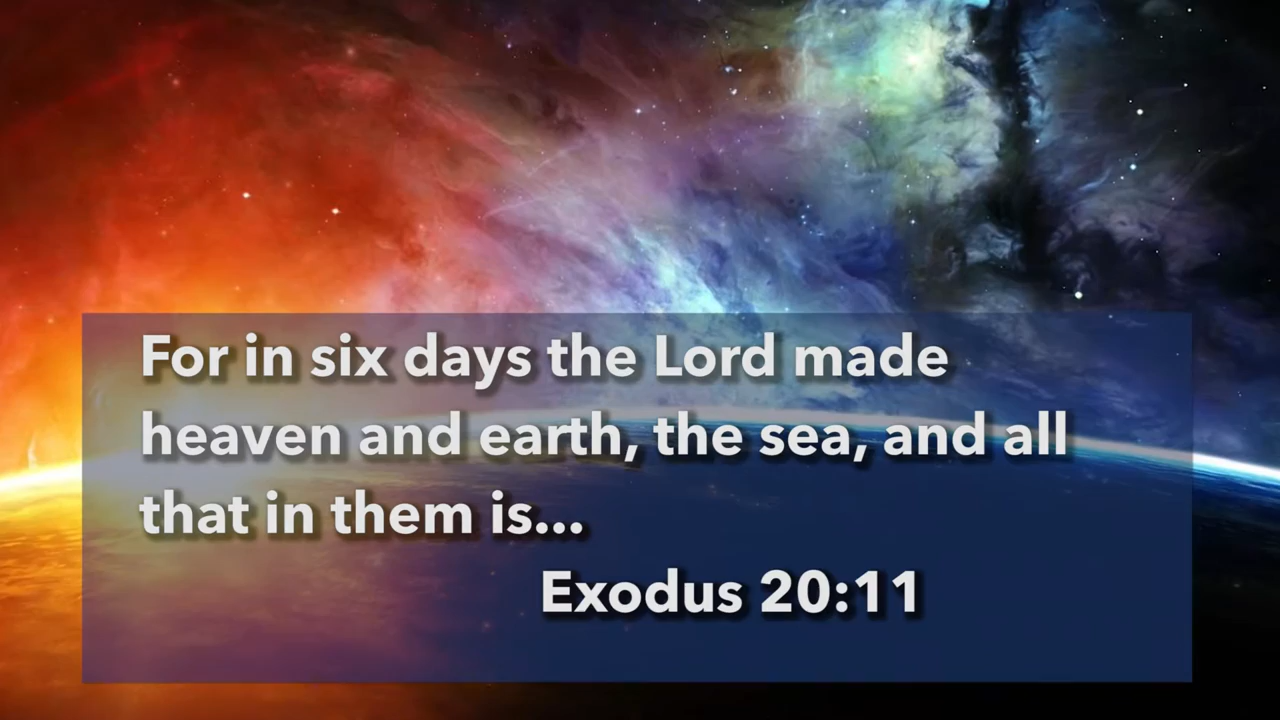 For in six days the Lord made
heaven and earth, the sea, and all
that in them is...
Exodus 20:11